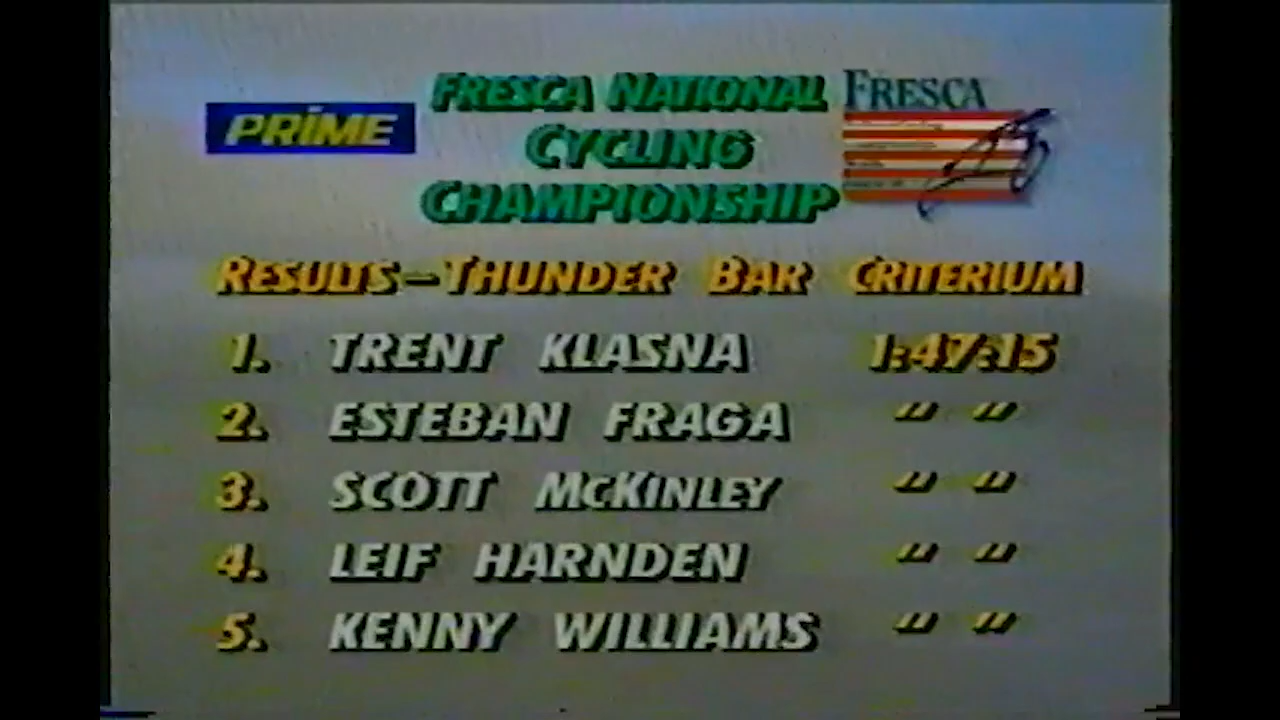 PRIME
FRESCA NATIONAL
CYCLING
CHAMPIONSHIP
FRESCA
RESULTS-THUNDER BAR CRITERIUM
1. TRENT KLASNA 1:47:15
2. ESTEBAN FRAGA " "
3. SCOTT McKINLEY " "
4. LEIF HARNDEN " "
5. KENNY WILLIAMS " "